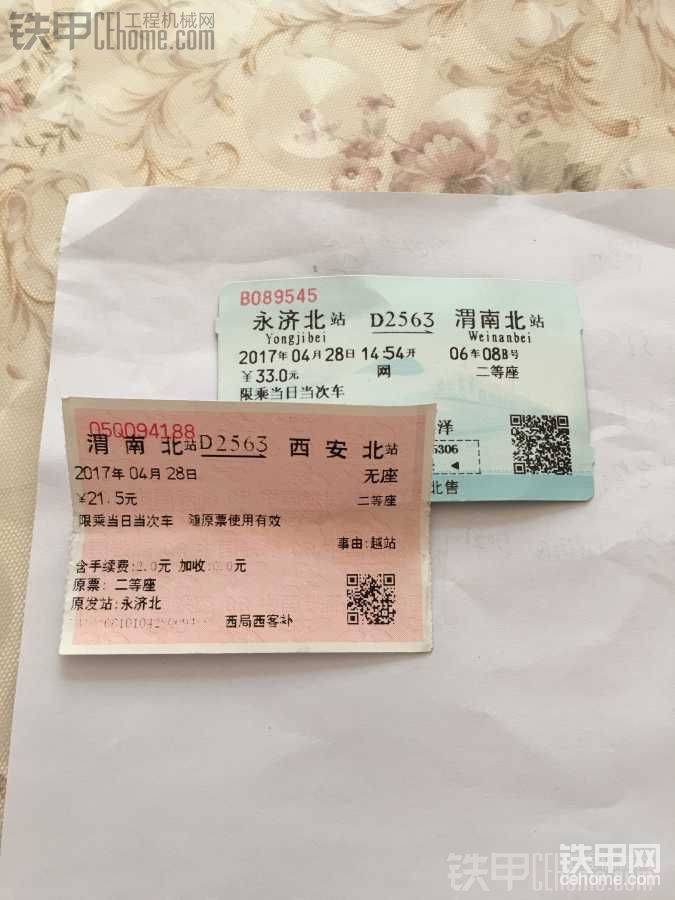 铁甲 工程机械网
CEhome.com
B089545
永济北站 D2563 渭南北站
Yongjibei Weinanbei
2017年04月28日 14:54开 06车08B号
￥33.0元 网 二等座
限乘当日当次车
洋
5306
北售
05Q094188
渭南北站 D2563 西安北站
2017年04月28日 无座
￥21.5元 二等座
限乘当日当次车 随原票使用有效
事由:越站
含手续费:2.0元 加收:0.0元
原票: 二等座
原发站:永济北
西局西客补
铁甲网
cehome.com